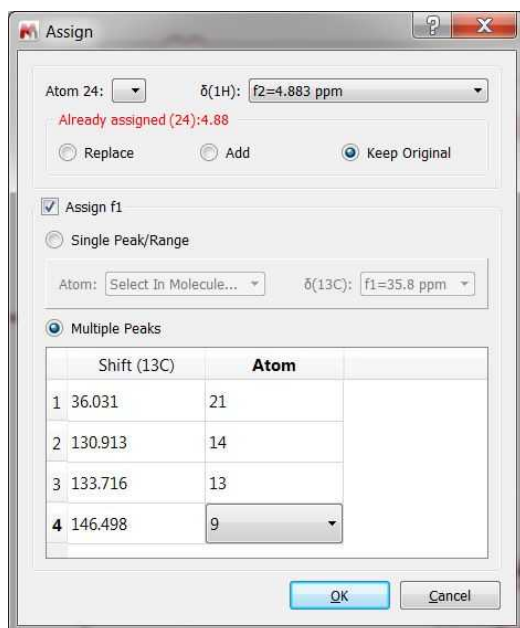 Assign
Atom 24: δ(1H): f2=4.883 ppm
Already assigned (24):4.88
Replace Add Keep Original
Assign f1
Single Peak/Range
Atom: Select In Molecule... δ(13C): f1=35.8 ppm
Multiple Peaks
Shift (13C) Atom
1 36.031 21
2 130.913 14
3 133.716 13
4 146.498 9
OK Cancel